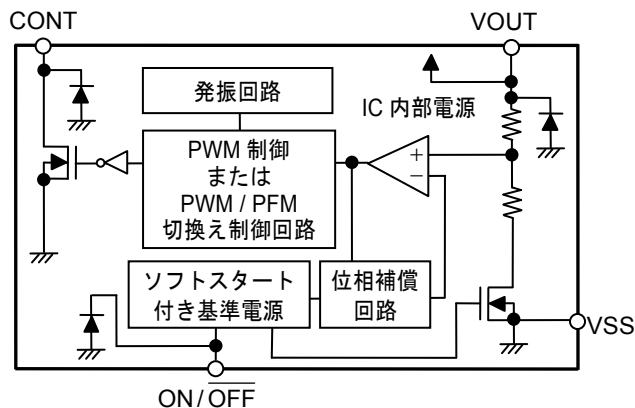 CONT
VOUT
発振回路
IC 内部電源
PWM 制御
または
PWM / PFM
切換え制御回路
+
−
ソフトスタート
付き基準電源
位相補償
回路
VSS
ON / OFF